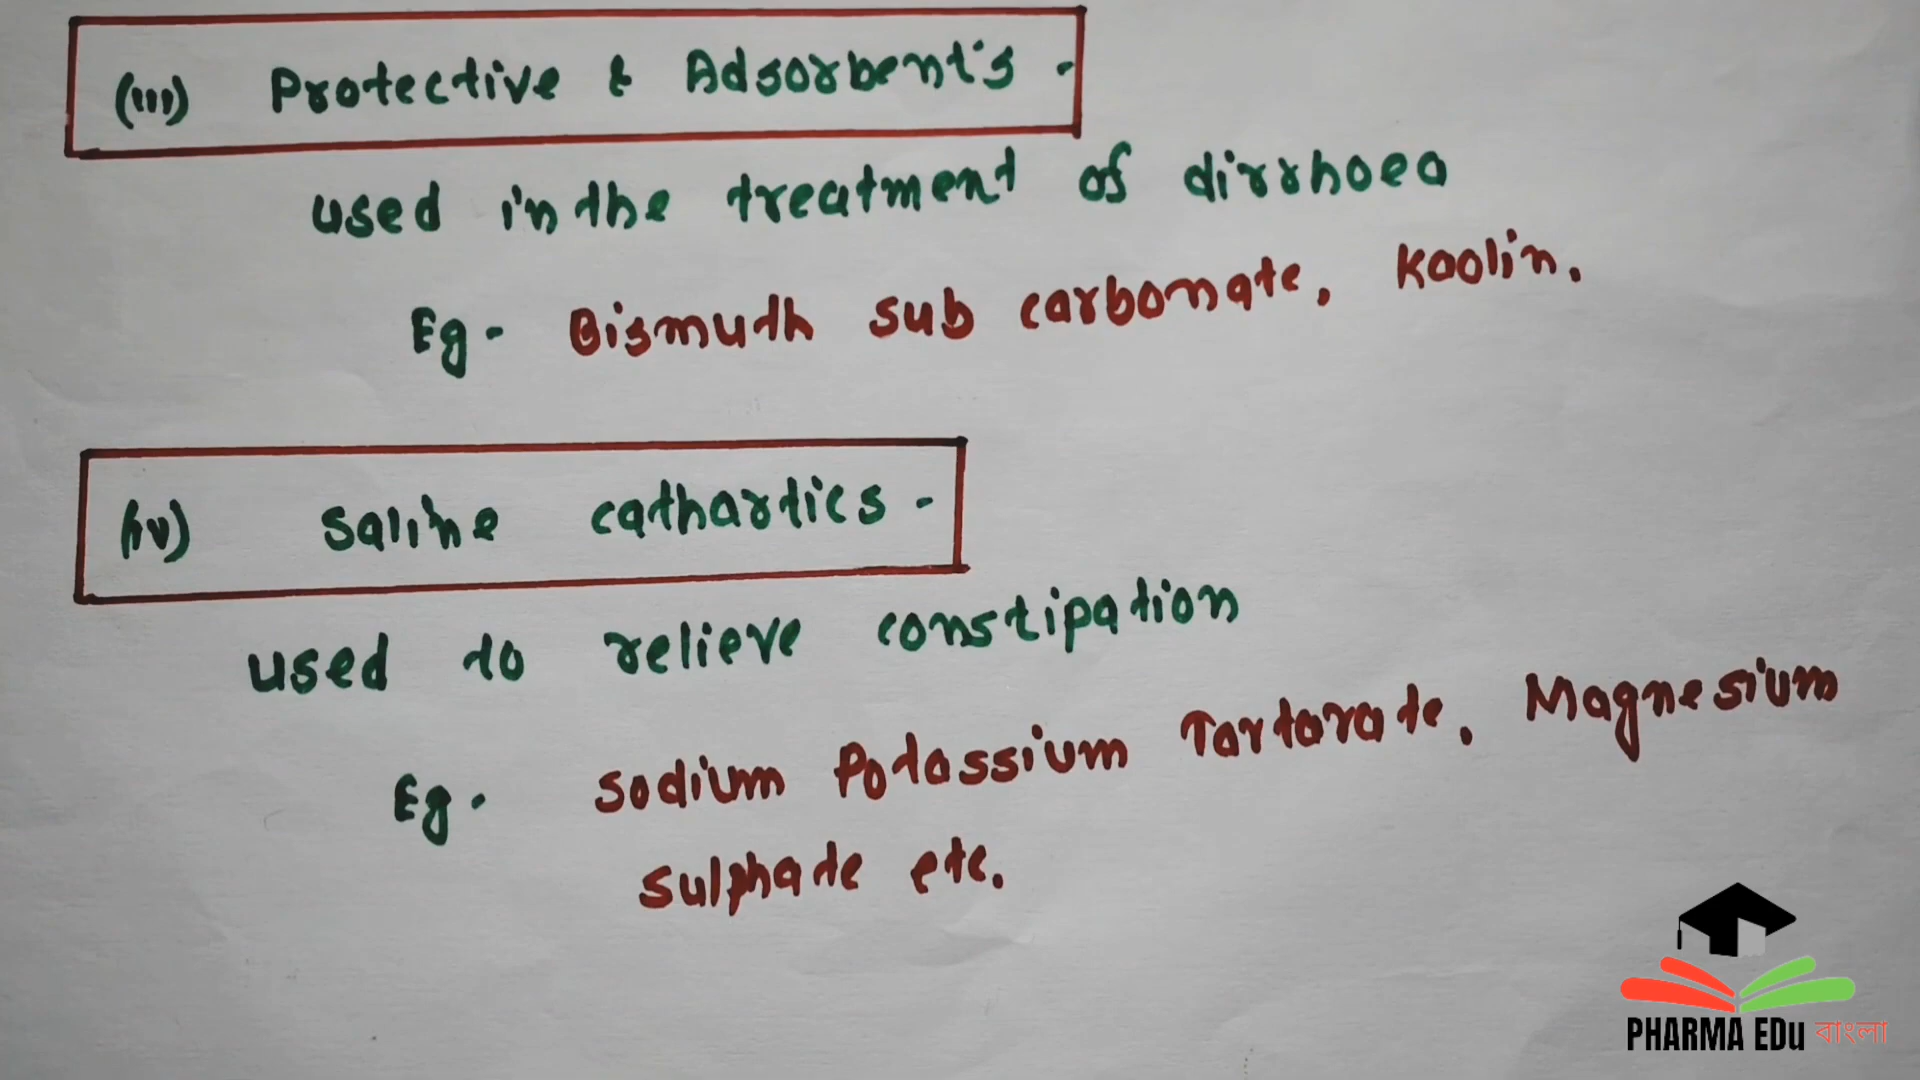 (iii) Protective & Adsorbent's -
used in the treatment of dirrhoea
Eg - Bismuth sub carbonate, Kaolin.
(iv) Saline cathartics -
used to relieve constipation
Eg - Sodium Potassium Tartarate, Magnesium
sulphate etc.
PHARMA EDu বাংলা